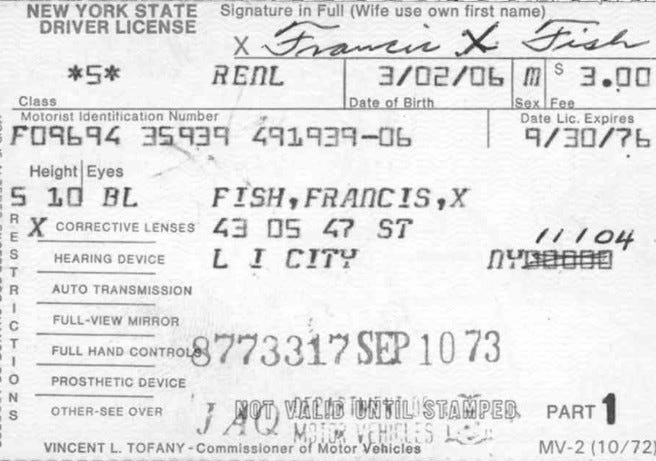 NEW YORK STATE DRIVER LICENSE
Signature in Full (Wife use own first name)
X Francis X Fish
*5* RENL 3/02/06 M $ 3.00
Class Date of Birth Sex Fee
Motorist Identification Number Date Lic. Expires
F09694 35939 491939-06 9/30/76
Height Eyes
5 10 BL FISH,FRANCIS,X
RESTRICTIONS
X CORRECTIVE LENSES 43 05 47 ST
11104
HEARING DEVICE L I CITY NY
AUTO TRANSMISSION
FULL-VIEW MIRROR
FULL HAND CONTROLS 8773317 SEP 10 73
PROSTHETIC DEVICE
OTHER-SEE OVER JAQ NOT VALID UNTIL STAMPED PART 1
MOTOR VEHICLES
VINCENT L. TOFANY - Commissioner of Motor Vehicles MV-2 (10/72)